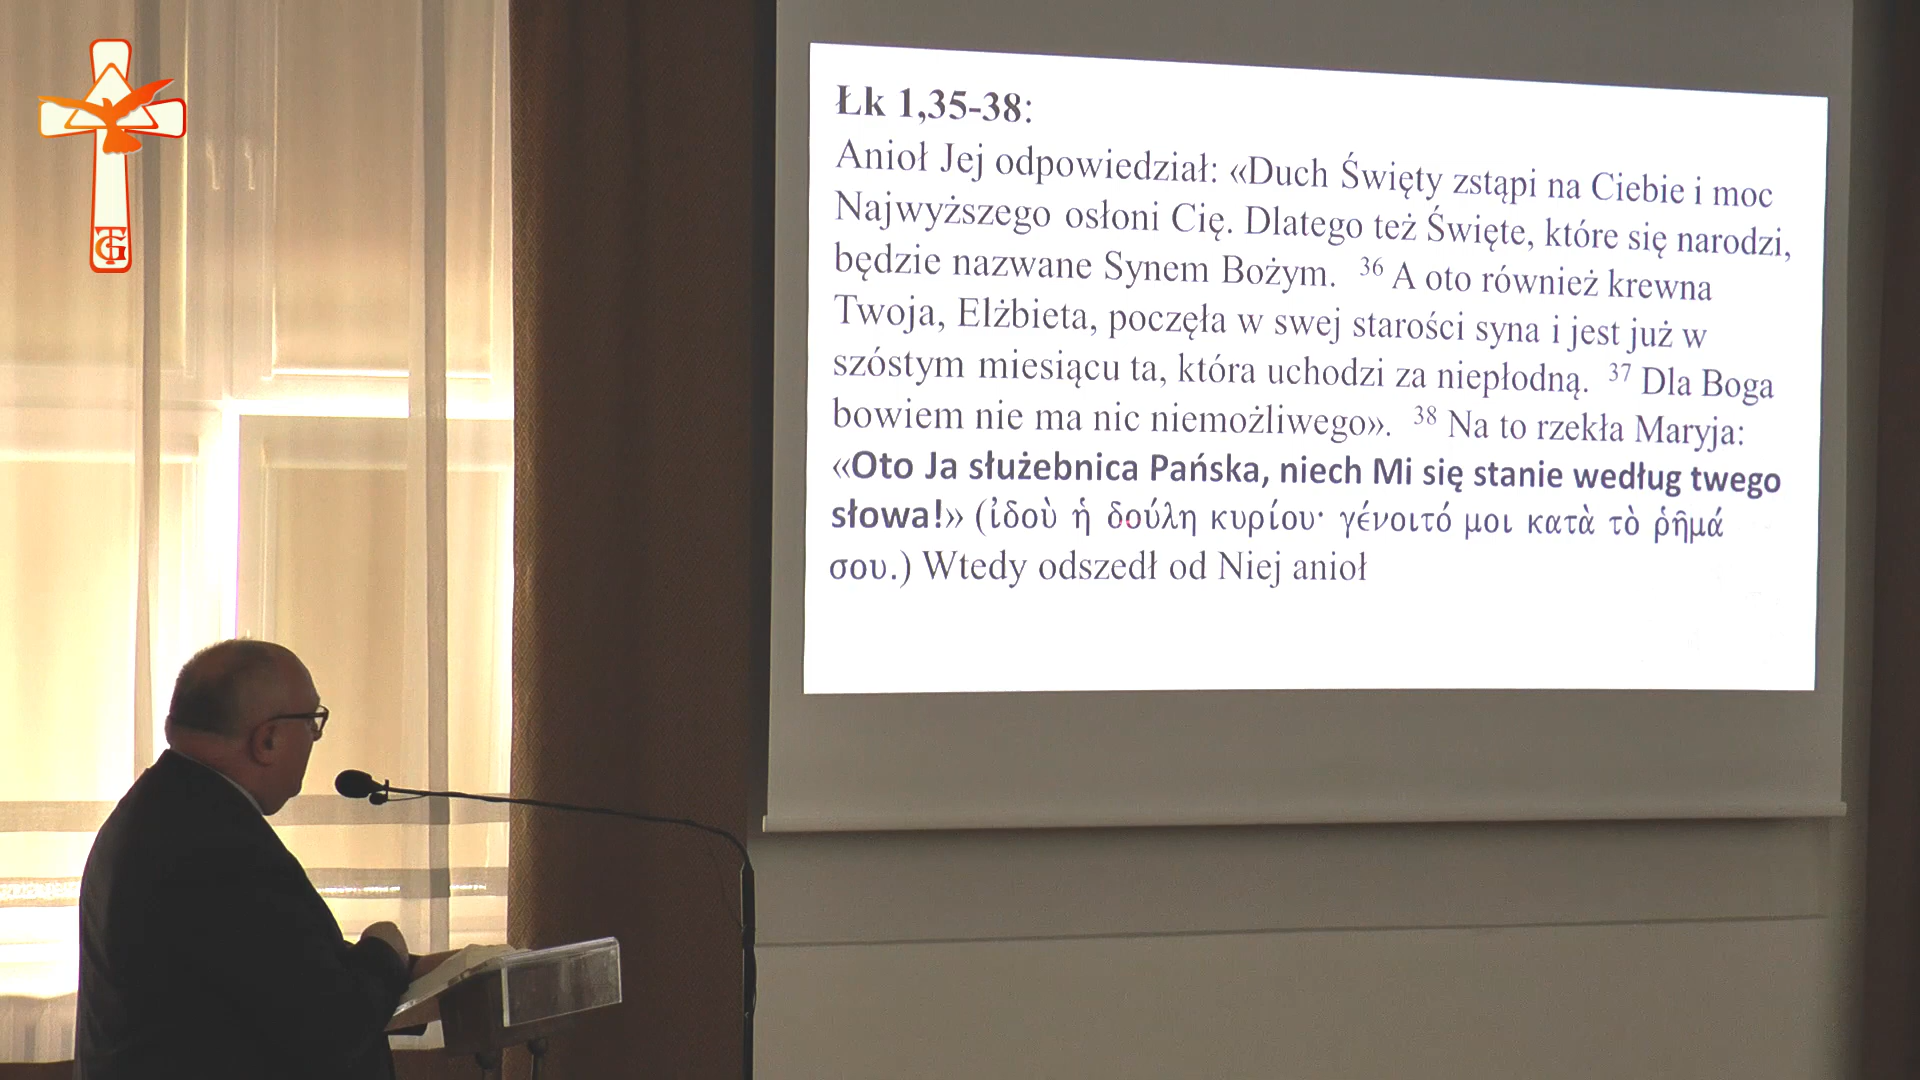 Łk 1,35-38:
Anioł Jej odpowiedział: «Duch Święty zstąpi na Ciebie i moc
Najwyższego osłoni Cię. Dlatego też Święte, które się narodzi,
będzie nazwane Synem Bożym. 36 A oto również krewna
Twoja, Elżbieta, poczęła w swej starości syna i jest już w
szóstym miesiącu ta, która uchodzi za niepłodną. 37 Dla Boga
bowiem nie ma nic niemożliwego». 38 Na to rzekła Maryja:
«Oto Ja służebnica Pańska, niech Mi się stanie według twego
słowa!» (ἰδοὺ ἡ δούλη κυρίου· γένοιτό μοι κατὰ τὸ ῥῆμά
σου.) Wtedy odszedł od Niej anioł